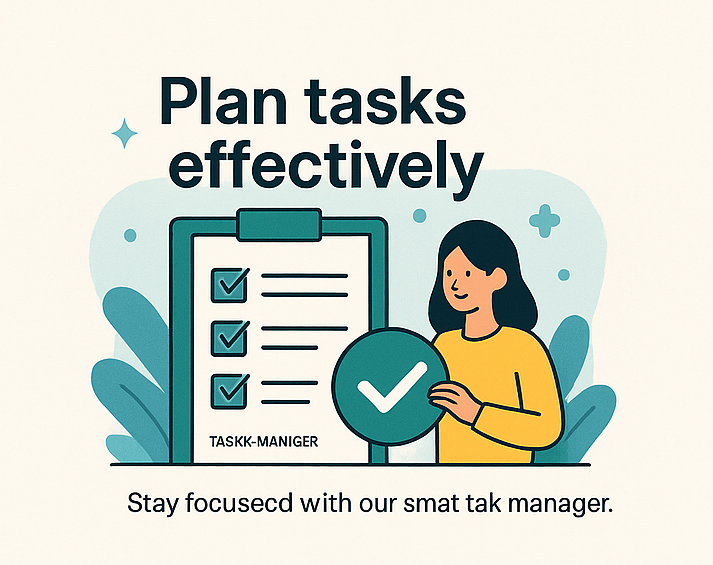 Plan tasks
effectively
TASKK-MANIGER
Stay focusecd with our smat tak manager.